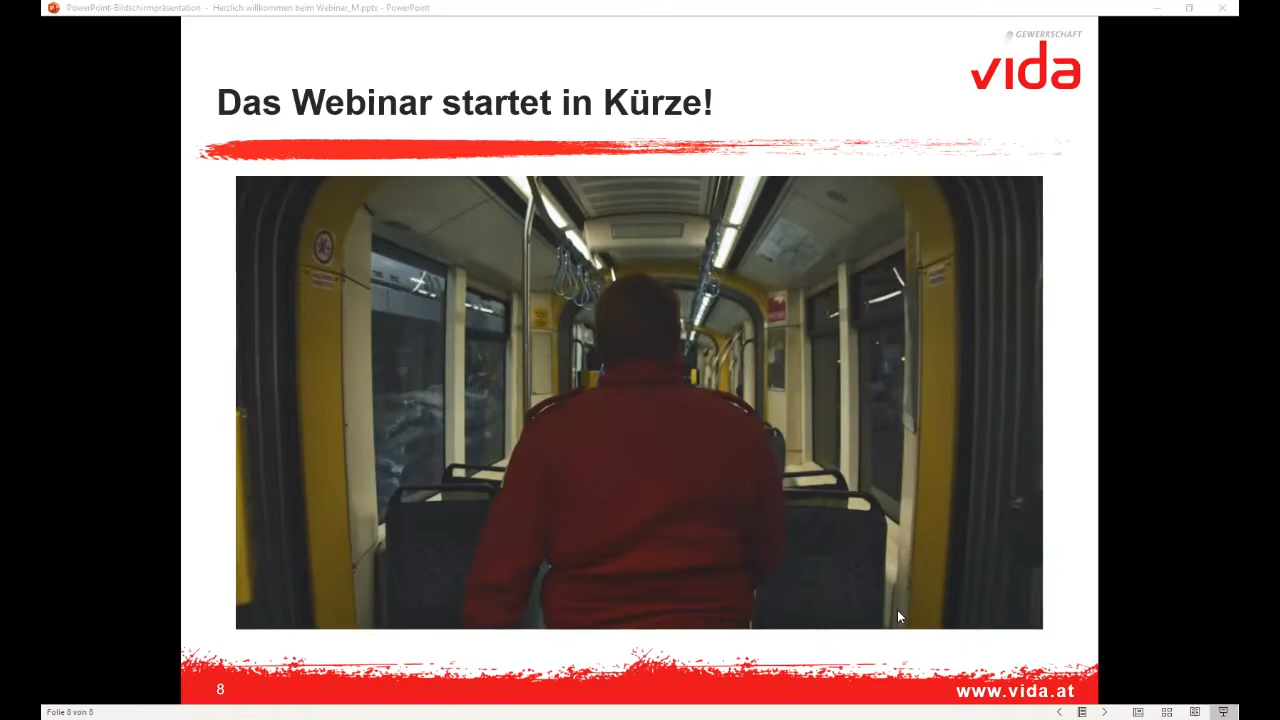 PowerPoint-Bildschirmpräsentation - Herzlich willkommen beim Webinar_M.pptx - PowerPoint
GEWERKSCHAFT
vida
Das Webinar startet in Kürze!
8
www.vida.at
Folie 8 von 8